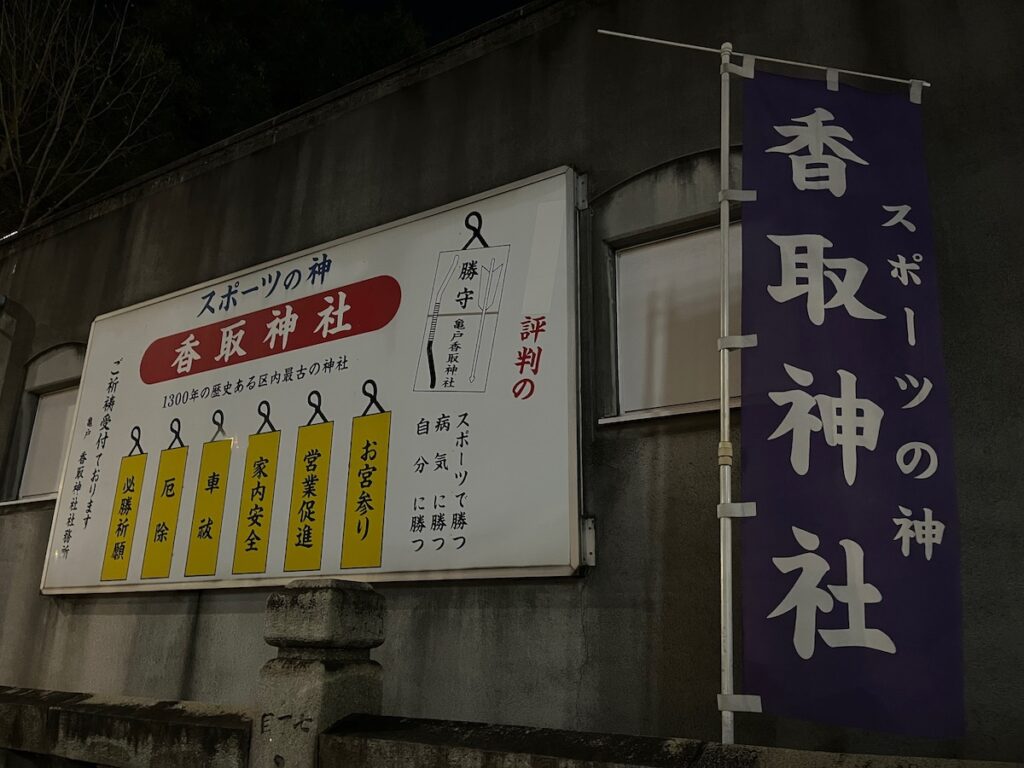 スポーツの神
香取神社
1300年の歴史ある区内最古の神社
評判の
勝守
亀戸香取神社
スポーツで勝つ
病気に勝つ
自分に勝つ
お宮参り
営業促進
家内安全
車祓
厄除
必勝祈願
ご祈祷受付ております
亀戸 香取神社社務所
スポーツの神
香取神社